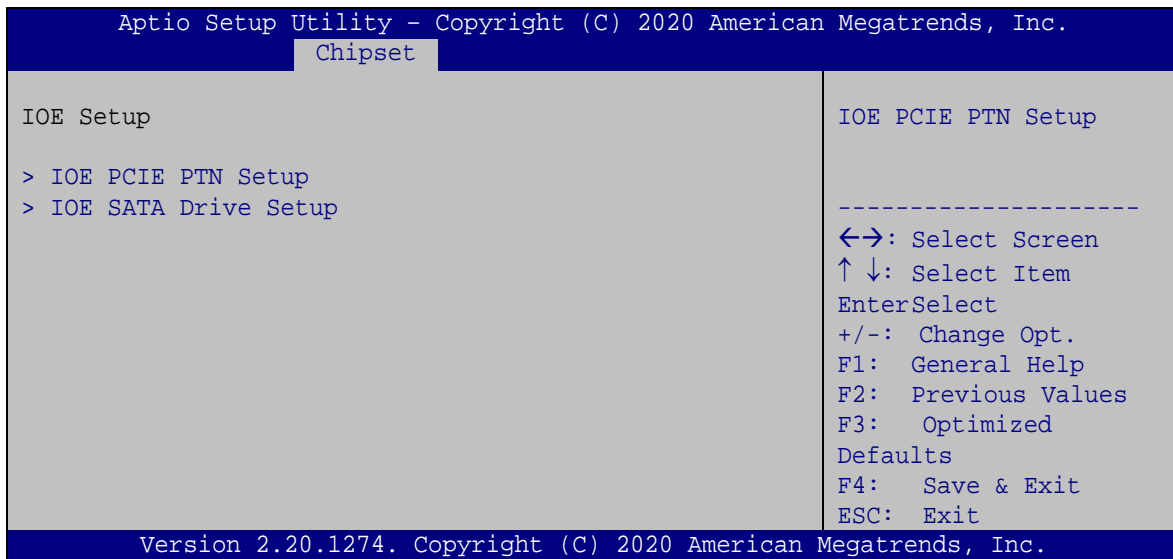 Aptio Setup Utility – Copyright (C) 2020 American Megatrends, Inc.
Chipset
IOE Setup
> IOE PCIE PTN Setup
> IOE SATA Drive Setup
IOE PCIE PTN Setup
---------------------
←→: Select Screen
↑ ↓: Select Item
EnterSelect
+/-: Change Opt.
F1: General Help
F2: Previous Values
F3: Optimized
Defaults
F4: Save & Exit
ESC: Exit
Version 2.20.1274. Copyright (C) 2020 American Megatrends, Inc.